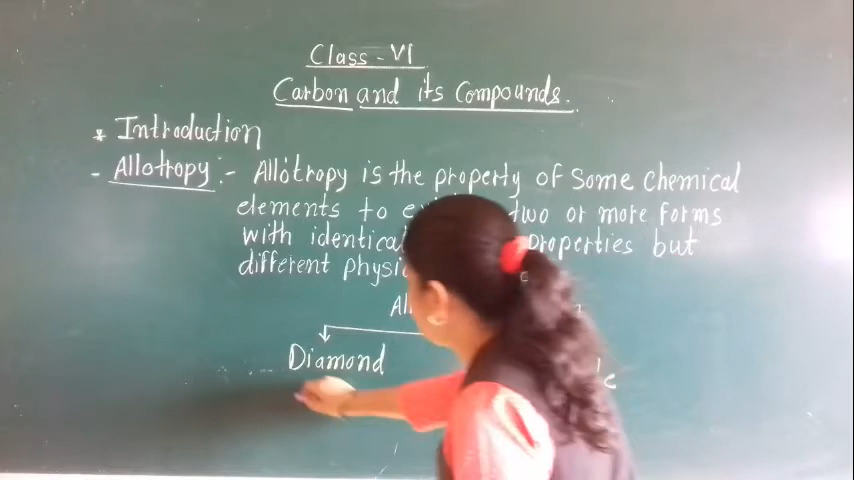 Class - VI
Carbon and its Compounds.
* Introduction
- Allotropy :- Allotropy is the property of some chemical
elements to two or more forms
with identical properties but
different
Diamond